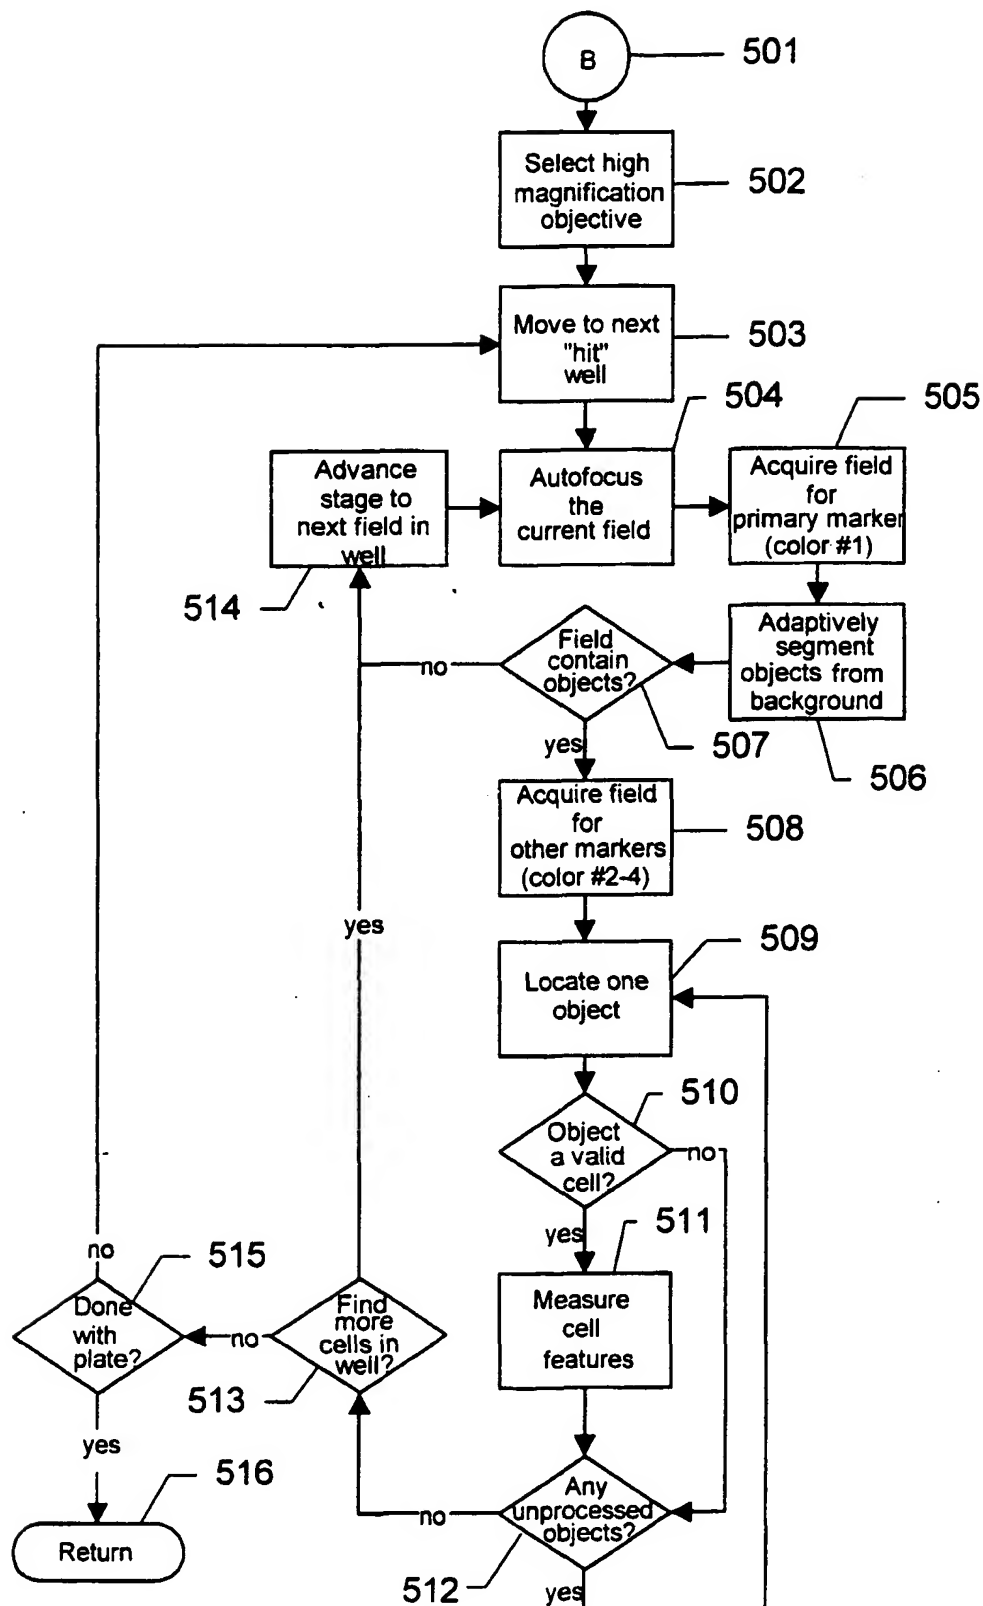 B
501
Select high
magnification
objective
502
Move to next
"hit"
well
503
504
505
Advance
stage to
next field in
well
514
Autofocus
the
current field
Acquire field
for
primary marker
(color #1)
Adaptively
segment
objects from
background
506
Field
contain
objects?
no
507
yes
Acquire field
for
other markers
(color #2-4)
508
yes
Locate one
object
509
Object
a valid
cell?
510
no
yes
511
Measure
cell
features
no
515
Done
with
plate?
no
Find
more
cells in
well?
513
yes
516
Return
Any
unprocessed
objects?
no
512
yes